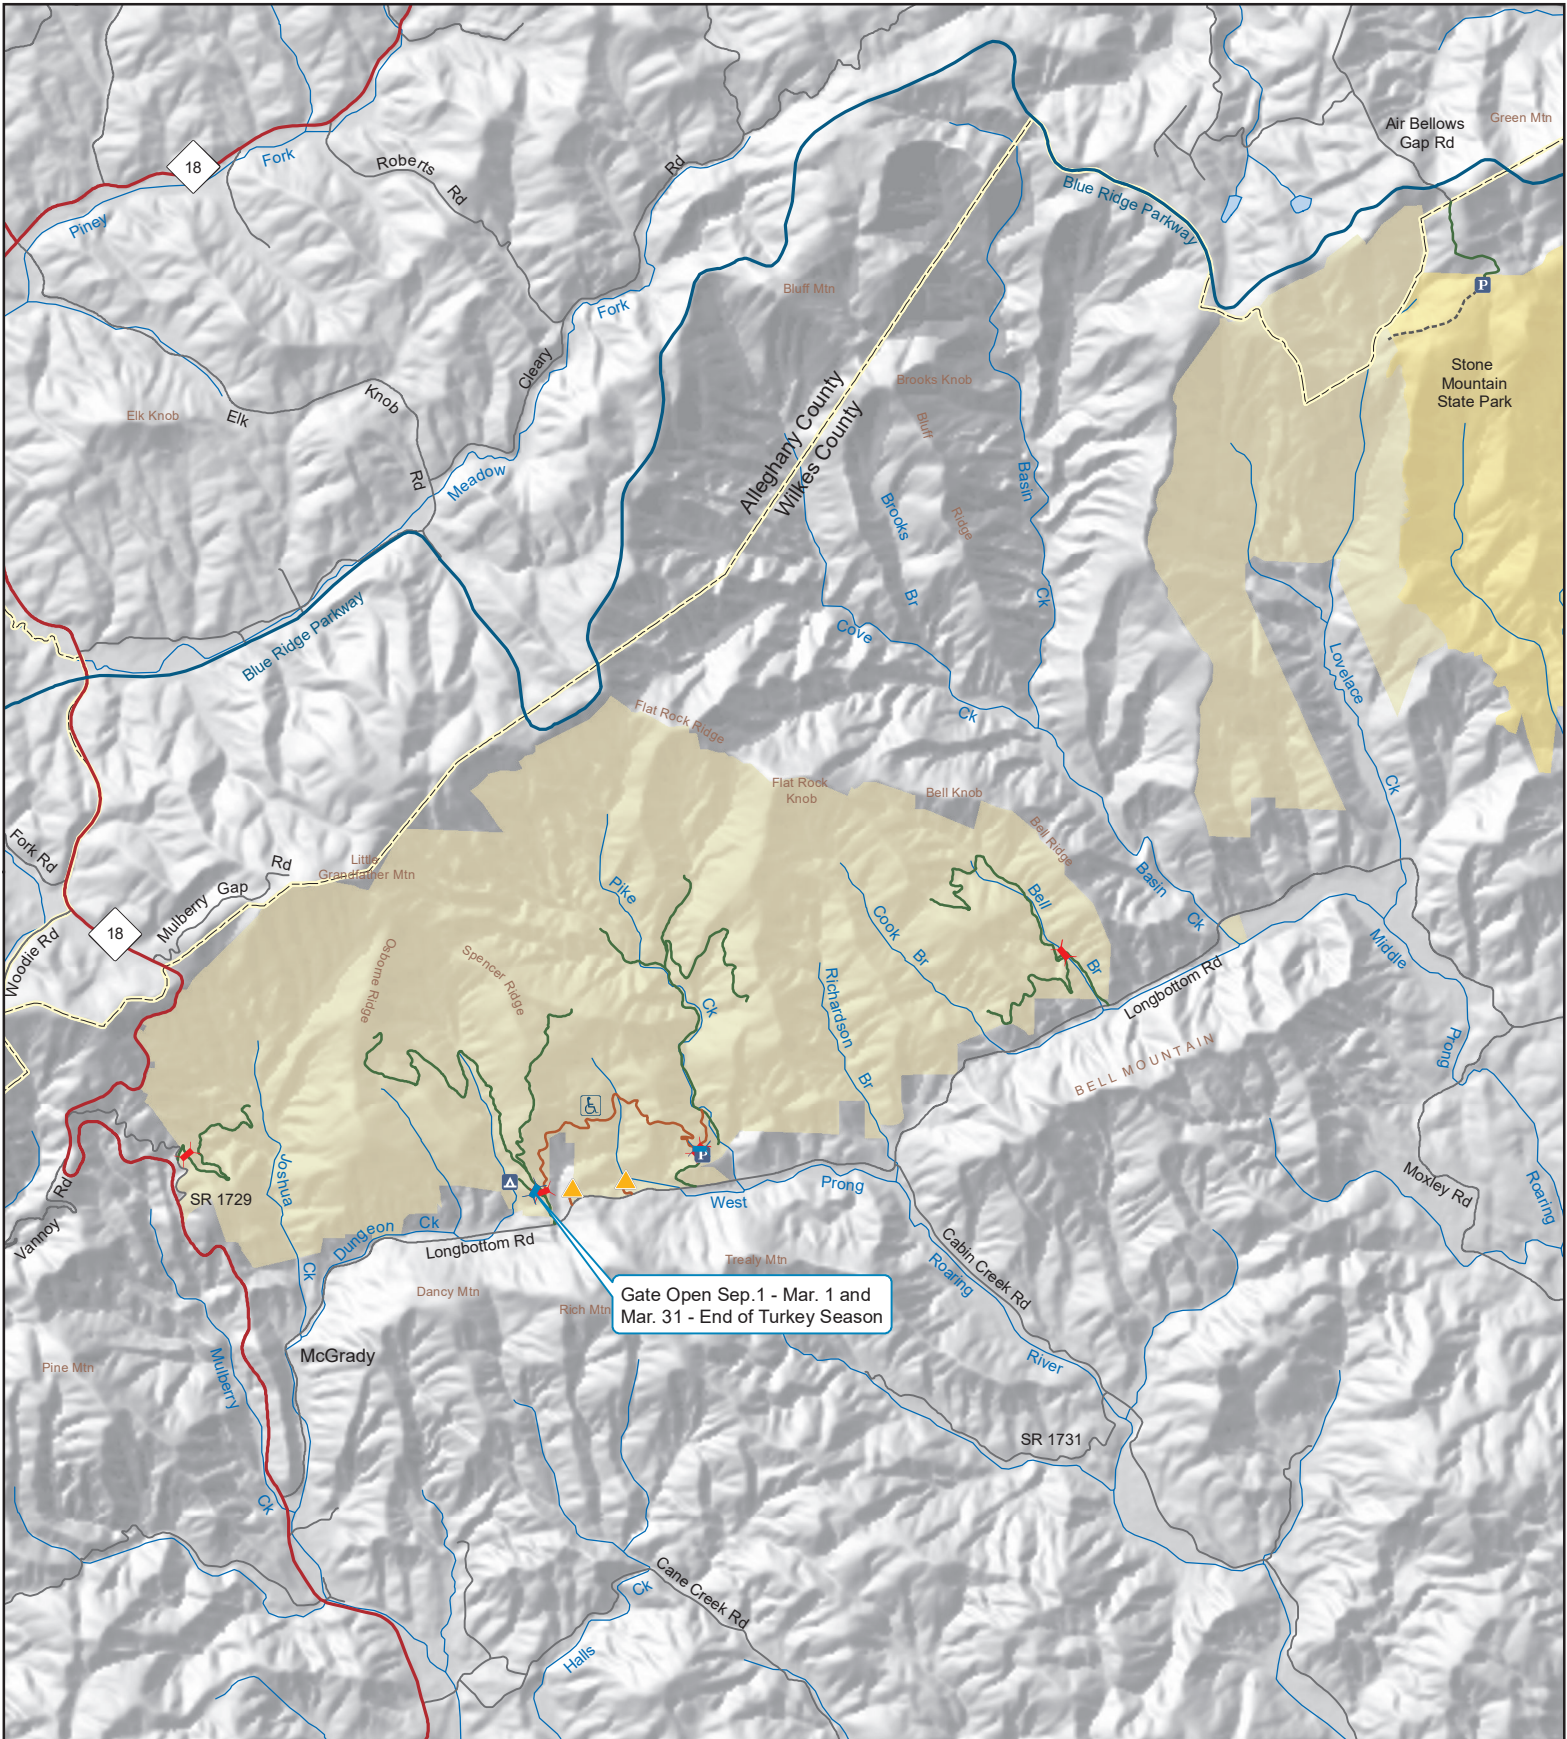 Air Bellows
Gap Rd
Green Mtn
18
Fork
Piney
Roberts
Rd
Rd
Blue Ridge Parkway
Bluff Mtn
P
Fork
Cleary
Stone
Mountain
State Park
Elk Knob
Elk
Knob
Rd
Meadow
Alleghany County
Wilkes County
Brooks Knob
Bluff
Ridge
Basin
Ck
Brooks
Br
Cove
Ck
Blue Ridge Parkway
Lovelace
Ck
Flat Rock Ridge
Flat Rock
Knob
Bell Knob
Bell Ridge
Fork Rd
Little
Grandfather Mtn
Mulberry
Gap
Rd
18
Woodie Rd
Pike
Ck
Cook
Br
Bell
Br
Basin
Ck
Middle
Prong
Osborne Ridge
Spencer Ridge
Richardson
Br
Longbottom Rd
BELL MOUNTAIN
P
SR 1729
Joshua
Ck
Vannoy
Rd
Dungeon
Ck
Longbottom Rd
West
Prong
Moxley Rd
Roaring
Trealy Mtn
Dancy Mtn
Rich Mtn
Gate Open Sep.1 - Mar. 1 and
Mar. 31 - End of Turkey Season
Cabin Creek Rd
Roaring
River
McGrady
Pine Mtn
Mulberry
Ck
SR 1731
Cane Creek Rd
Ck
Halls